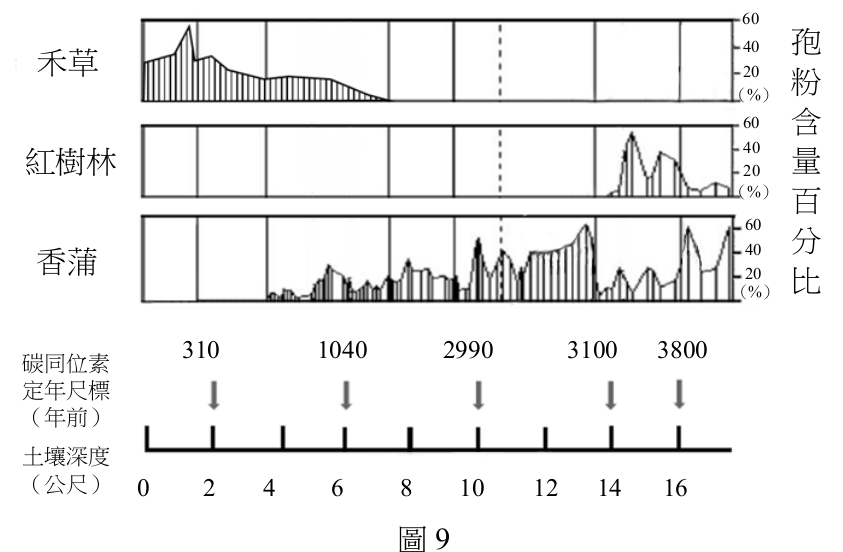 禾草
60
40
20
(%)
紅樹林
60
40
20
(%)
香蒲
60
40
20
(%)
孢粉含量百分比
碳同位素
定年尺標
(年前)
310 1040 2990 3100 3800
土壤深度
(公尺)
0 2 4 6 8 10 12 14 16
圖 9